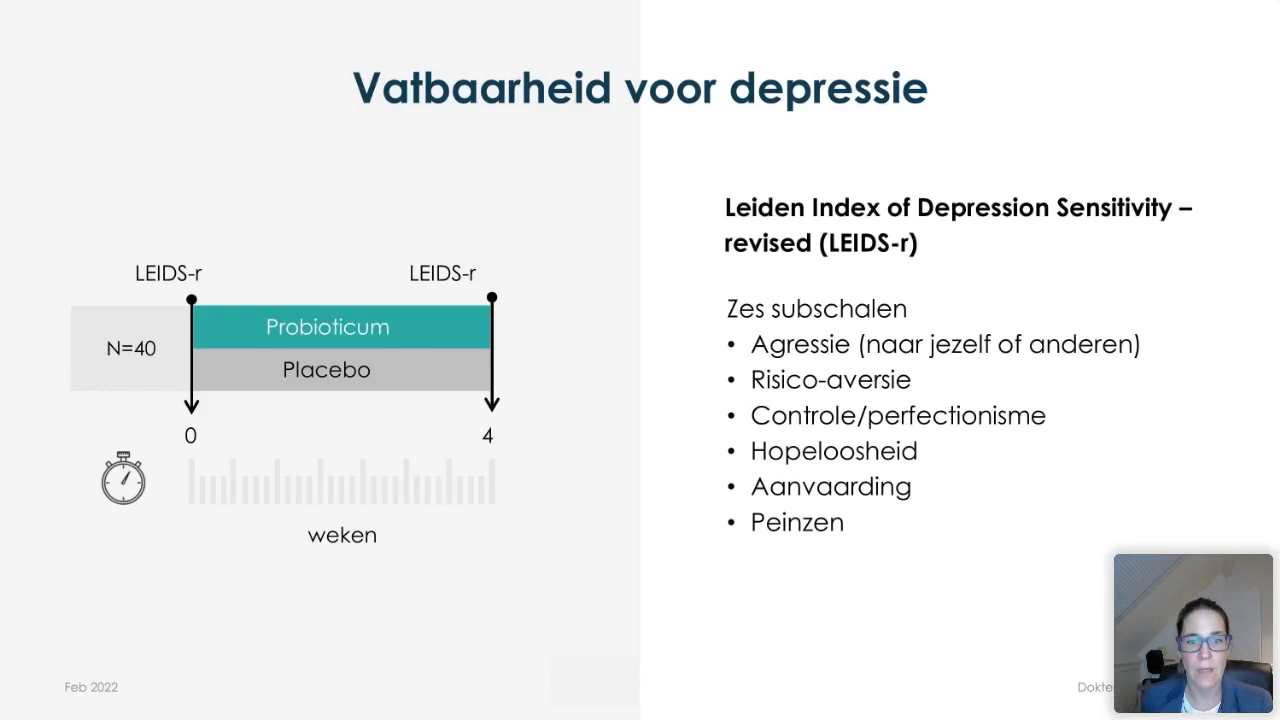 Vatbaarheid voor depressie
LEIDS-r
LEIDS-r
N=40
Probioticum
Placebo
0
4
weken
Leiden Index of Depression Sensitivity –
revised (LEIDS-r)
Zes subschalen
• Agressie (naar jezelf of anderen)
• Risico-aversie
• Controle/perfectionisme
• Hopeloosheid
• Aanvaarding
• Peinzen
Feb 2022